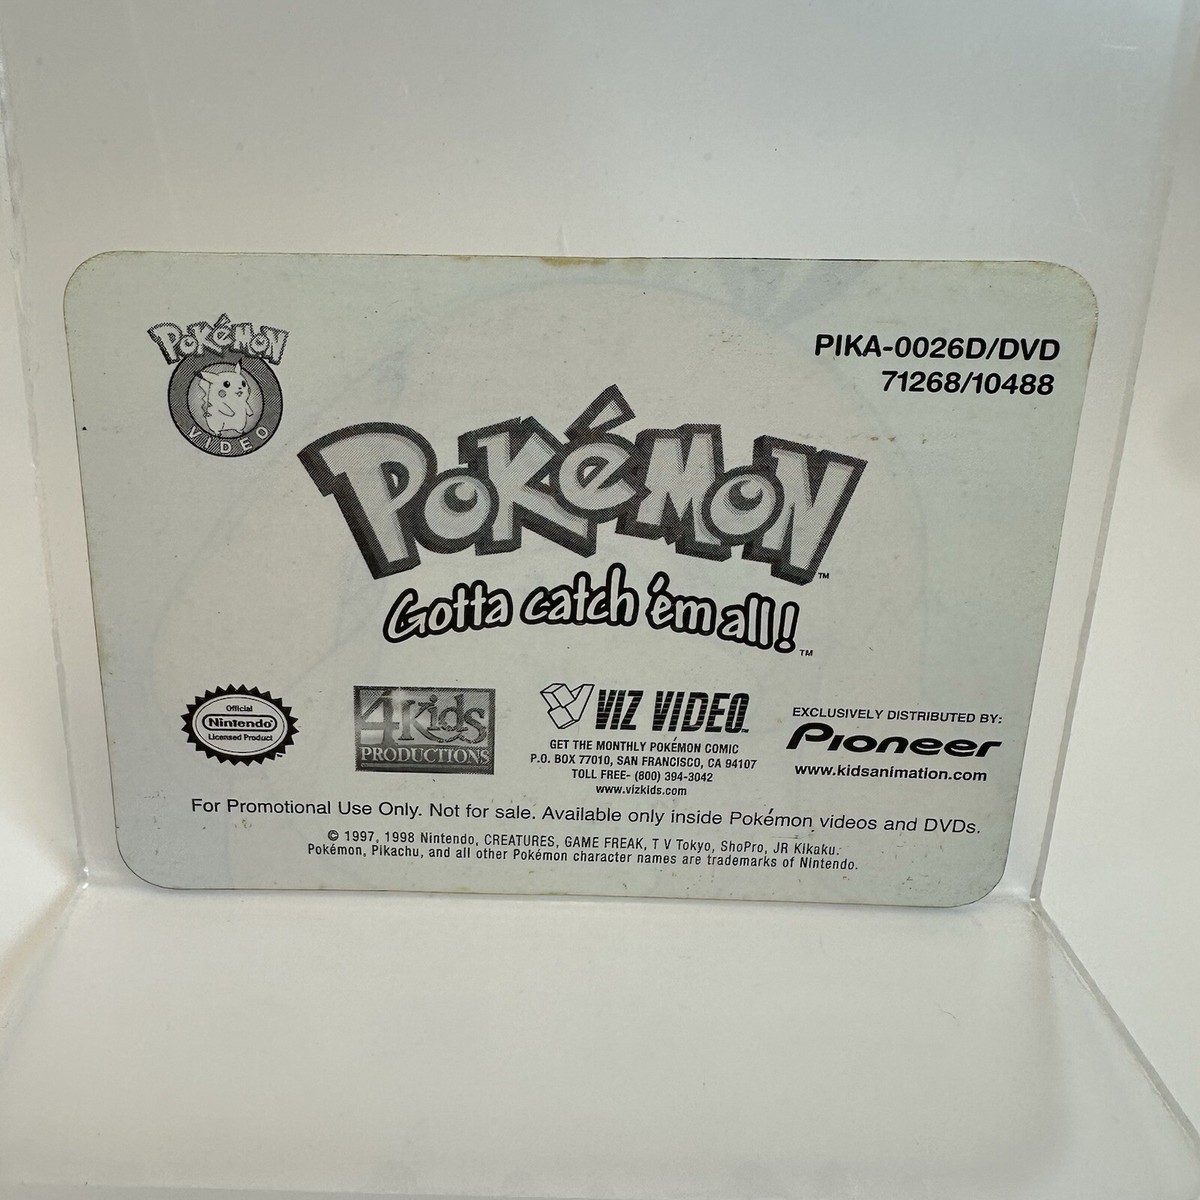 POKéMON
VIDEO
PIKA-0026D/DVD
71268/10488
POKéMON™
Gotta catch 'em all!™
Official
Nintendo
Licensed Product
4Kids
PRODUCTIONS
VIZ VIDEO™
GET THE MONTHLY POKéMON COMIC
P.O. BOX 77010, SAN FRANCISCO, CA 94107
TOLL FREE- (800) 394-3042
www.vizkids.com
EXCLUSIVELY DISTRIBUTED BY:
Pioneer
www.kidsanimation.com
For Promotional Use Only. Not for sale. Available only inside Pokémon videos and DVDs.
© 1997, 1998 Nintendo, CREATURES, GAME FREAK, T V Tokyo, ShoPro, JR Kikaku.
Pokémon, Pikachu, and all other Pokémon character names are trademarks of Nintendo.